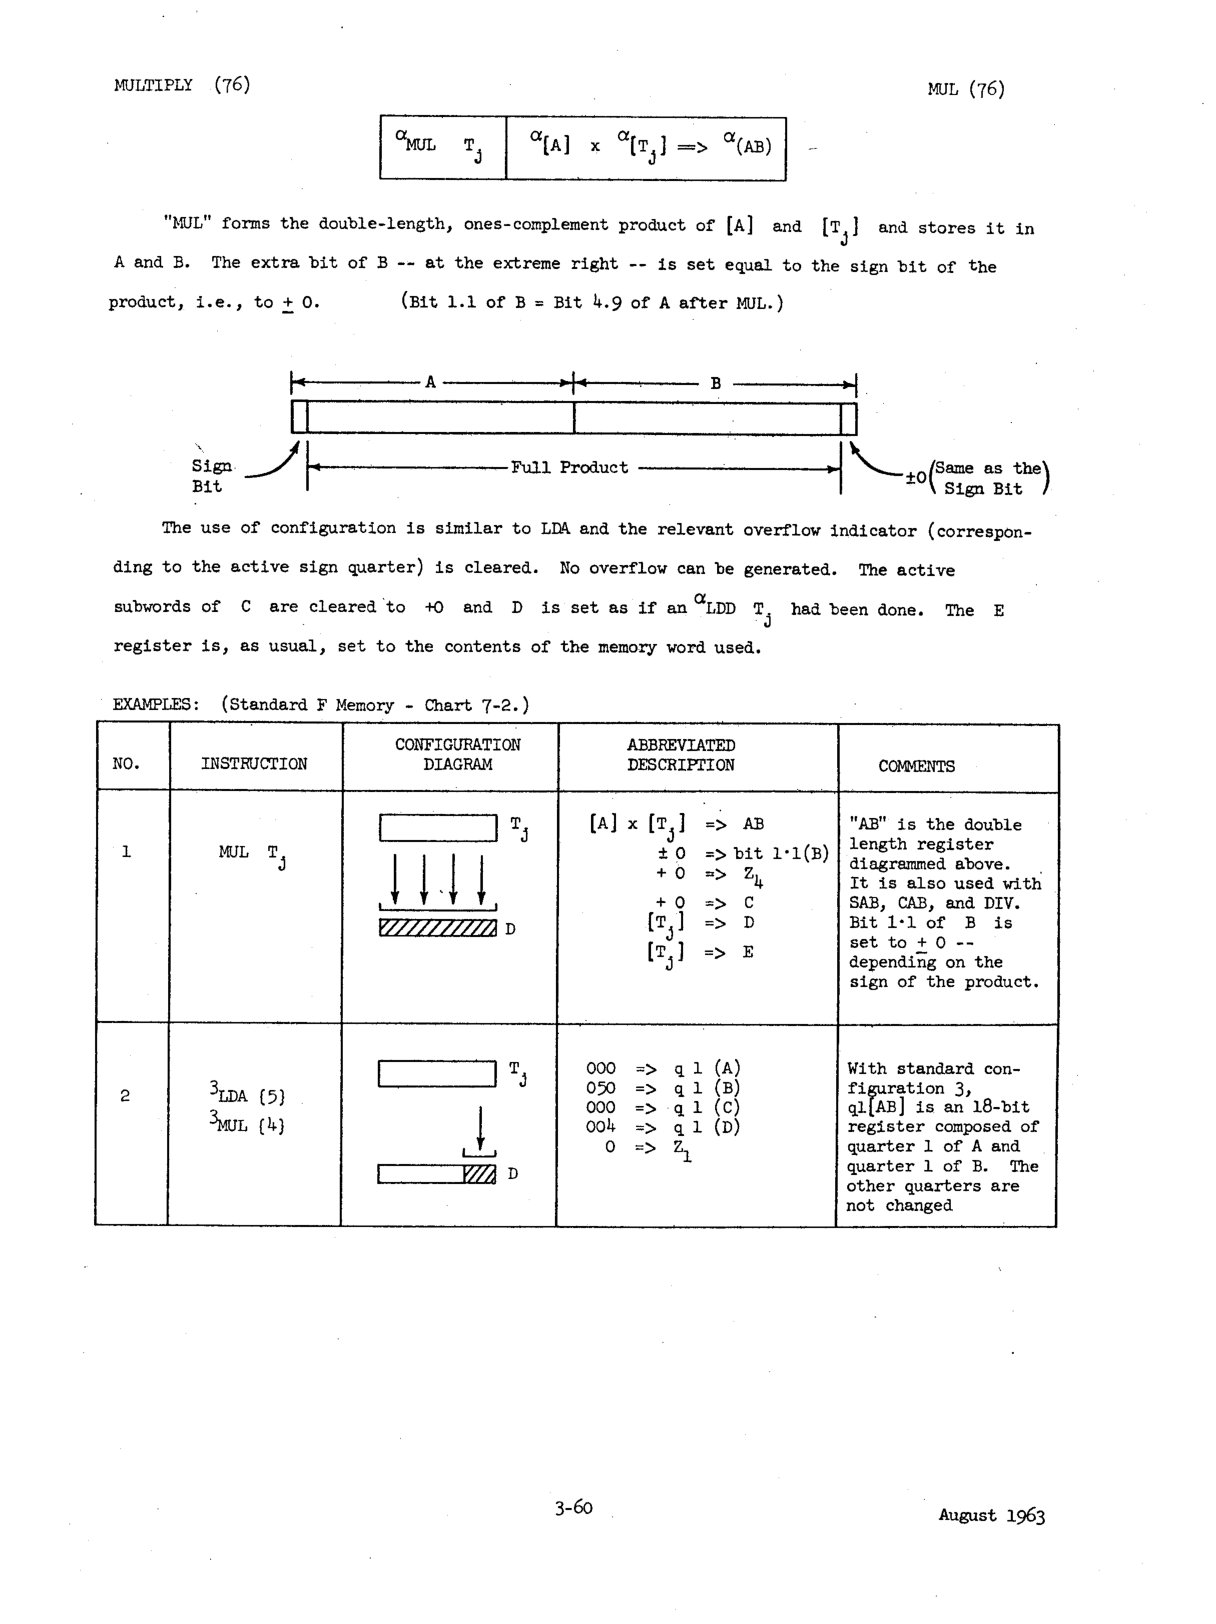 MULTIPLY (76)
MUL (76)
αMUL Tj α[A] x α[Tj] => α(AB)
"MUL" forms the double-length, ones-complement product of [A] and [Tj] and stores it in
A and B. The extra bit of B -- at the extreme right -- is set equal to the sign bit of the
product, i.e., to ± 0. (Bit 1.1 of B = Bit 4.9 of A after MUL.)
A B
Sign
Bit
Full Product
±0 (Same as the
Sign Bit)
The use of configuration is similar to LDA and the relevant overflow indicator (correspon-
ding to the active sign quarter) is cleared. No overflow can be generated. The active
subwords of C are cleared to +0 and D is set as if an αLDD Tj had been done. The E
register is, as usual, set to the contents of the memory word used.
EXAMPLES: (Standard F Memory - Chart 7-2.)
NO.
INSTRUCTION
CONFIGURATION
DIAGRAM
ABBREVIATED
DESCRIPTION
COMMENTS
1
MUL Tj
Tj
D
[A] x [Tj] => AB
± 0 => bit 1·1(B)
+ 0 => Z4
+ 0 => C
[Tj] => D
[Tj] => E
"AB" is the double
length register
diagrammed above.
It is also used with
SAB, CAB, and DIV.
Bit 1·1 of B is
set to ± 0 --
depending on the
sign of the product.
2
3LDA {5}
3MUL {4}
Tj
D
000 => q 1 (A)
050 => q 1 (B)
000 => q 1 (C)
004 => q 1 (D)
0 => Z1
With standard con-
figuration 3,
q1[AB] is an 18-bit
register composed of
quarter 1 of A and
quarter 1 of B. The
other quarters are
not changed
3-60
August 1963